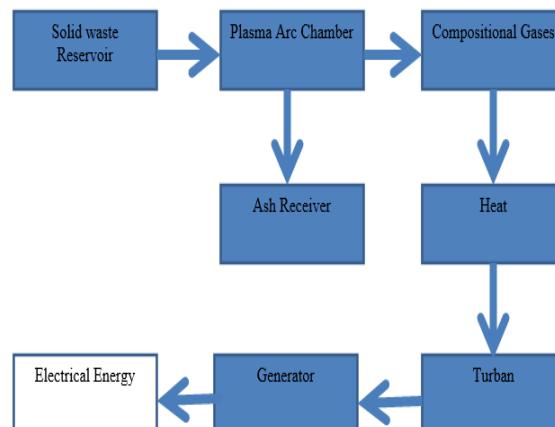 Solid waste
Reservoir
Plasma Arc Chamber
Compositional Gases
Ash Receiver
Heat
Electrical Energy
Generator
Turban